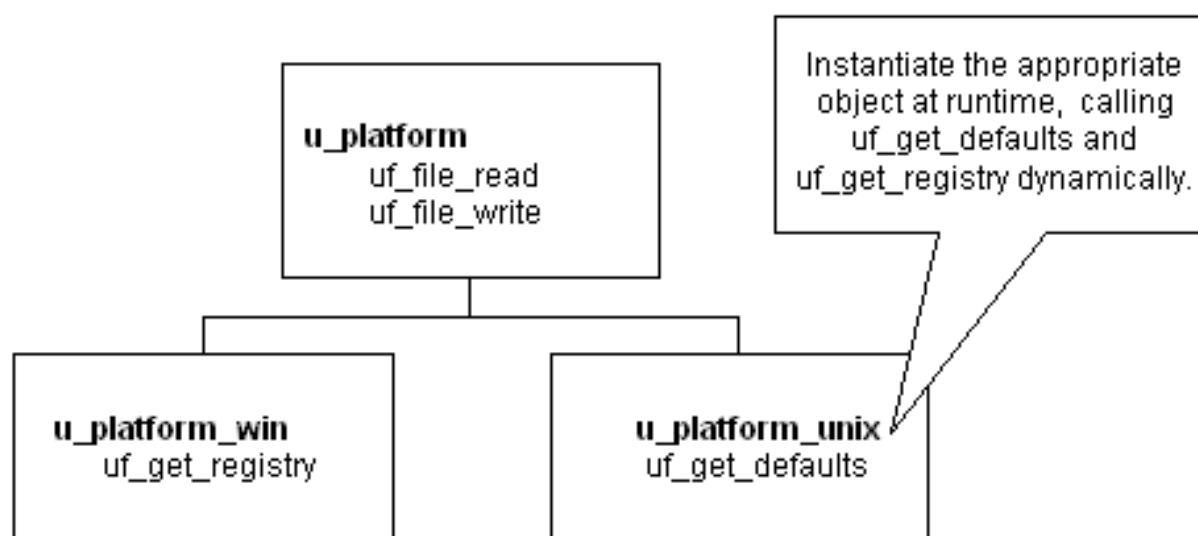 Instantiate the appropriate
object at runtime, calling
uf_get_defaults and
uf_get_registry dynamically.
u_platform
uf_file_read
uf_file_write
u_platform_win
uf_get_registry
u_platform_unix
uf_get_defaults